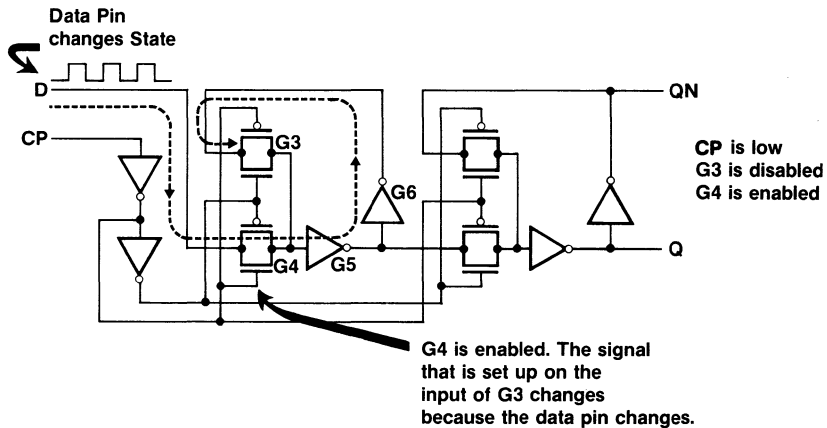 Data Pin
changes State
D
CP
G3
G4
G5
G6
QN
Q
CP is low
G3 is disabled
G4 is enabled
G4 is enabled. The signal
that is set up on the
input of G3 changes
because the data pin changes.